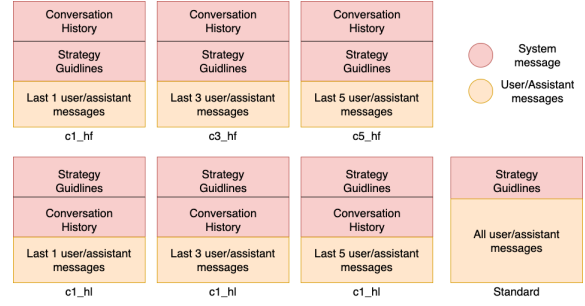 Conversation
History
Strategy
Guidlines
Last 1 user/assistant
messages
c1_hf
Conversation
History
Strategy
Guidlines
Last 3 user/assistant
messages
c3_hf
Conversation
History
Strategy
Guidlines
Last 5 user/assistant
messages
c5_hf
System
message
User/Assistant
messages
Strategy
Guidlines
Conversation
History
Last 1 user/assistant
messages
c1_hl
Strategy
Guidlines
Conversation
History
Last 3 user/assistant
messages
c1_hl
Strategy
Guidlines
Conversation
History
Last 5 user/assistant
messages
c1_hl
Strategy
Guidlines
All user/assistant
messages
Standard